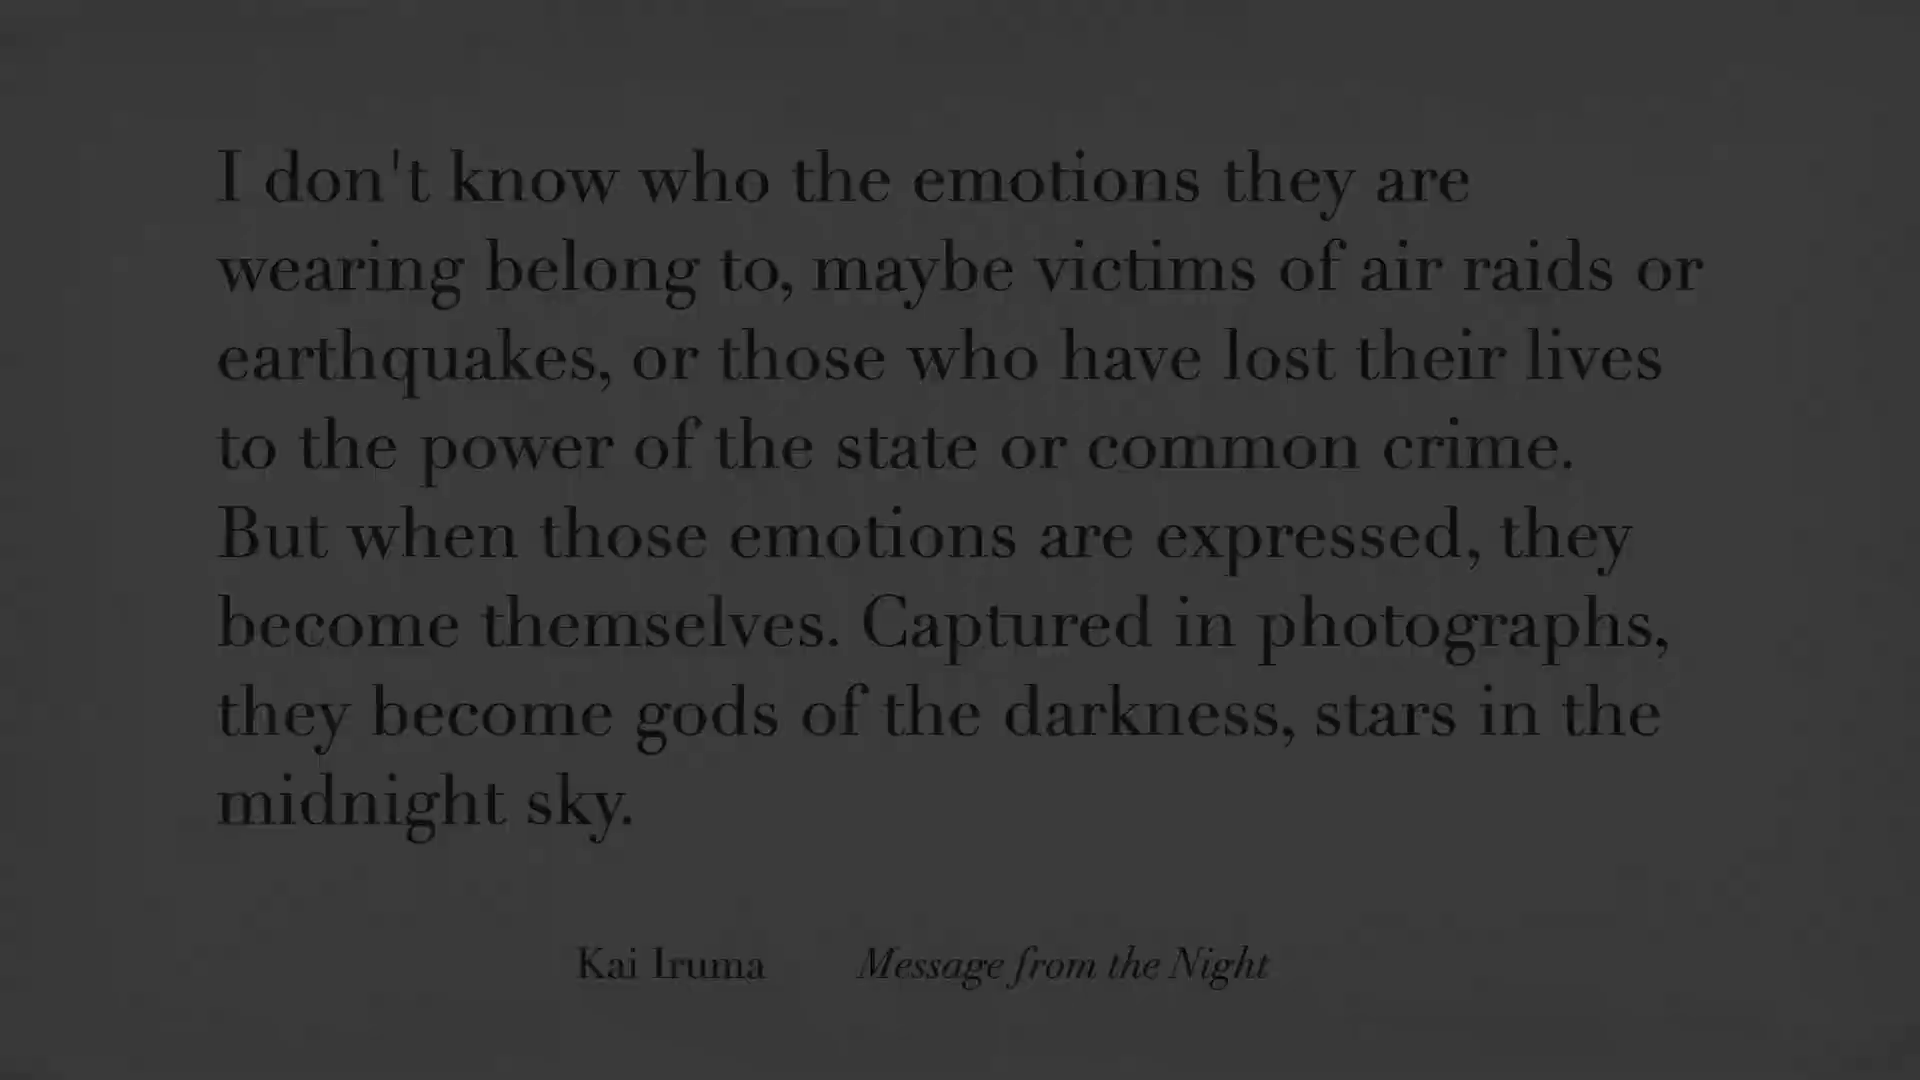 I don't know who the emotions they are
wearing belong to, maybe victims of air raids or
earthquakes, or those who have lost their lives
to the power of the state or common crime.
But when those emotions are expressed, they
become themselves. Captured in photographs,
they become gods of the darkness, stars in the
midnight sky.
Kai Iruma Message from the Night